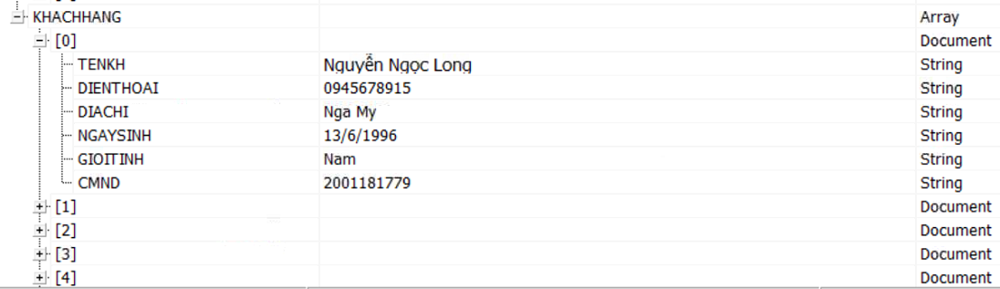 KHACHHANG Array
[0] Document
TENKH Nguyễn Ngọc Long String
DIENTHOAI 0945678915 String
DIACHI Nga My String
NGAYSINH 13/6/1996 String
GIOITINH Nam String
CMND 2001181779 String
[1] Document
[2] Document
[3] Document
[4] Document